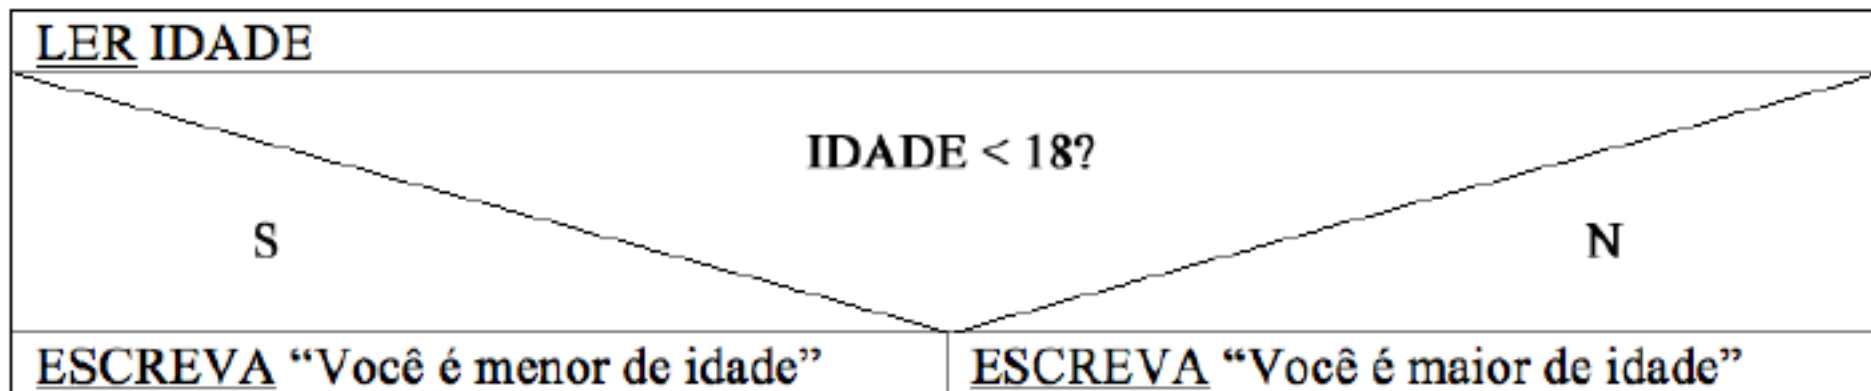 LER IDADE
IDADE < 18?
S
N
ESCREVA “Você é menor de idade”
ESCREVA “Você é maior de idade”